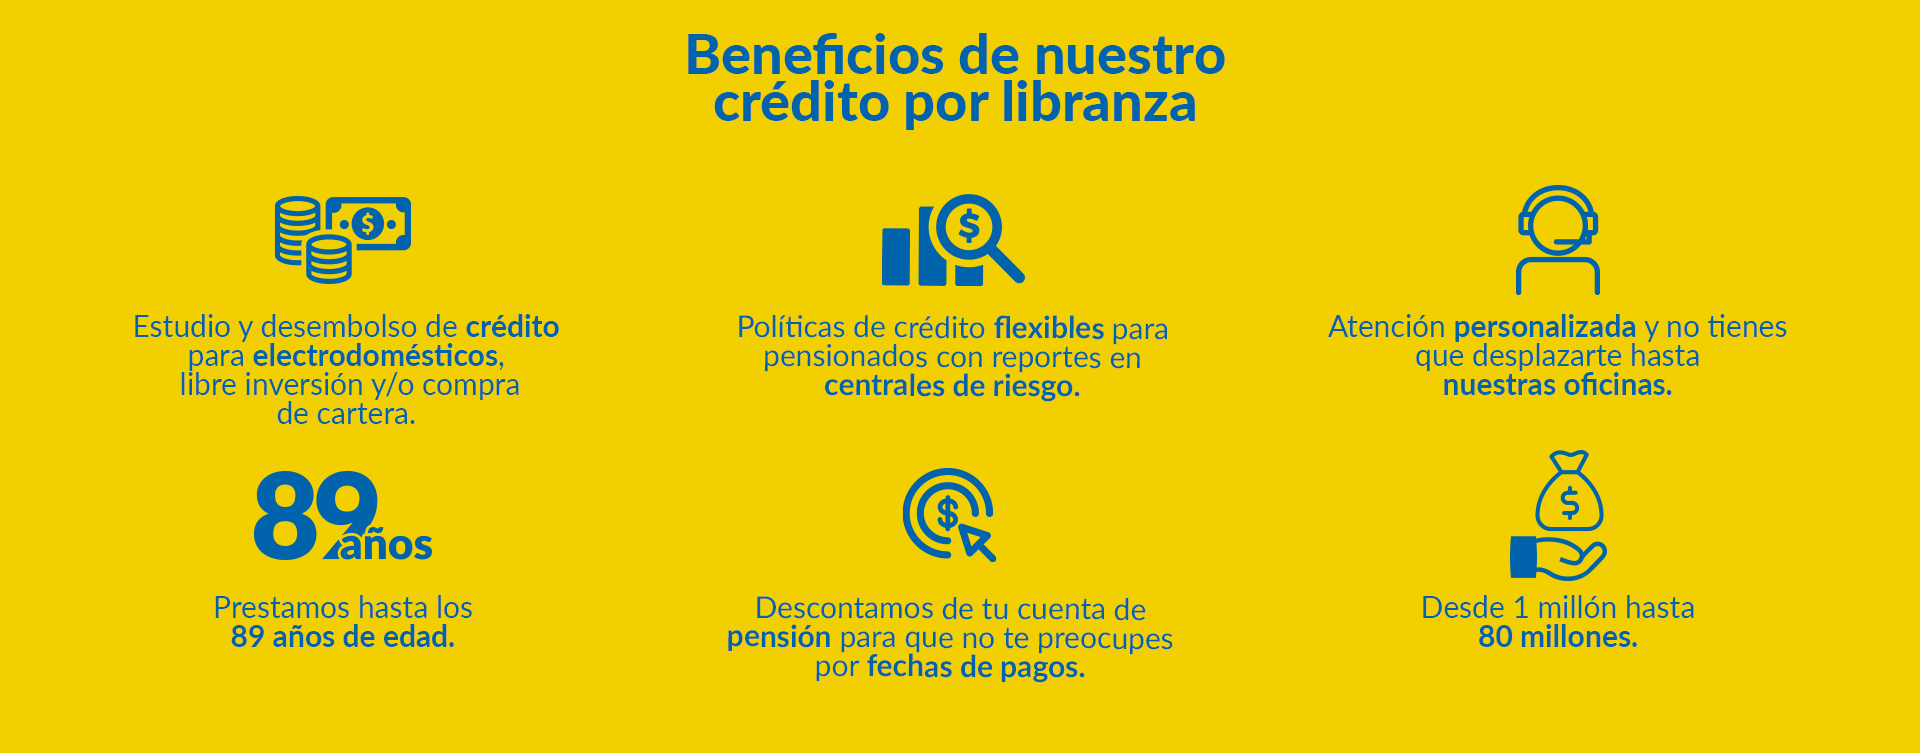 Beneficios de nuestro
crédito por libranza
$
Estudio y desembolso de crédito
para electrodomésticos,
libre inversión y/o compra
de cartera.
$
Políticas de crédito flexibles para
pensionados con reportes en
centrales de riesgo.
Atención personalizada y no tienes
que desplazarte hasta
nuestras oficinas.
89 años
Prestamos hasta los
89 años de edad.
$
Descontamos de tu cuenta de
pensión para que no te preocupes
por fechas de pagos.
$
Desde 1 millón hasta
80 millones.